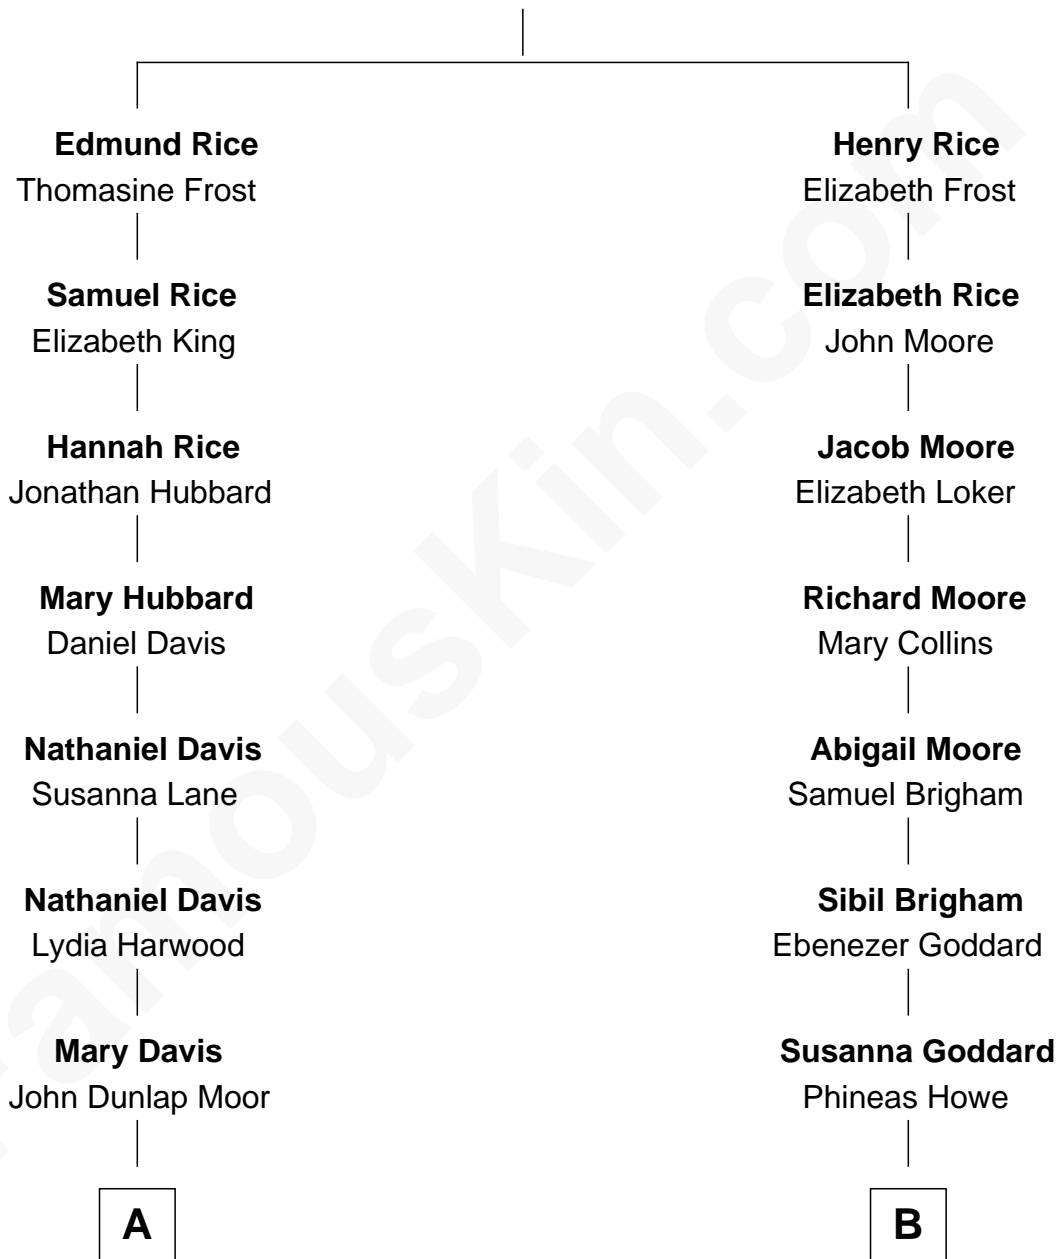 Edmund Rice
Thomasine Frost
Samuel Rice
Elizabeth King
Hannah Rice
Jonathan Hubbard
Mary Hubbard
Daniel Davis
Nathaniel Davis
Susanna Lane
Nathaniel Davis
Lydia Harwood
Mary Davis
John Dunlap Moor
A
Henry Rice
Elizabeth Frost
Elizabeth Rice
John Moore
Jacob Moore
Elizabeth Loker
Richard Moore
Mary Collins
Abigail Moore
Samuel Brigham
Sibil Brigham
Ebenezer Goddard
Susanna Goddard
Phineas Howe
B
FamousKin.com